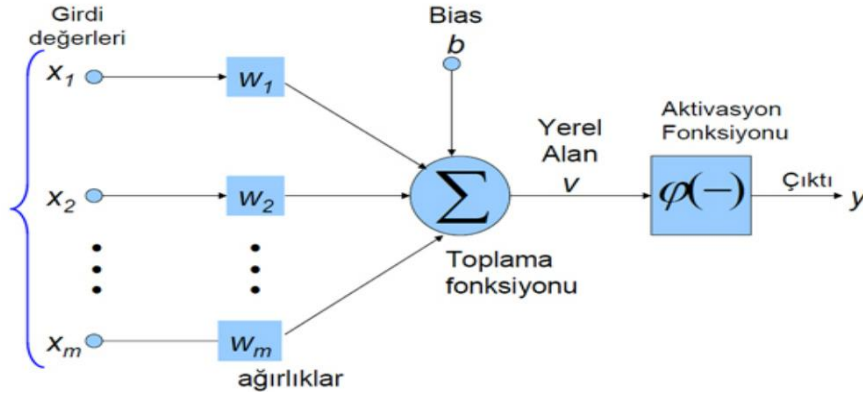 Girdi
değerleri
x1
w1
Bias
b
x2
w2
∑
Toplama
fonksiyonu
Yerel
Alan
v
Aktivasyon
Fonksiyonu
φ(−)
Çıktı
y
xm
wm
ağırlıklar